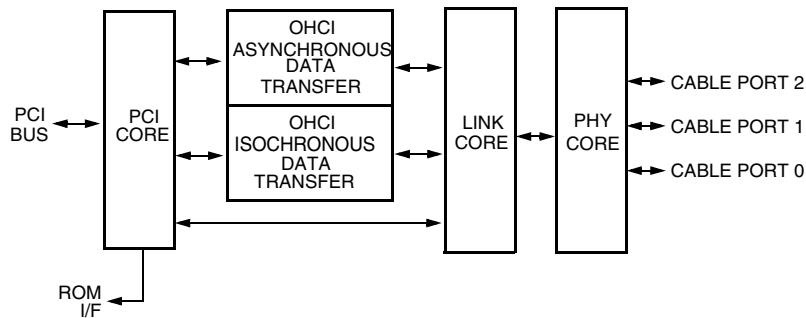 PCI
BUS
PCI
CORE
OHCI
ASYNCHRONOUS
DATA
TRANSFER
OHCI
ISOCHRONOUS
DATA
TRANSFER
LINK
CORE
PHY
CORE
CABLE PORT 2
CABLE PORT 1
CABLE PORT 0
ROM
I/F